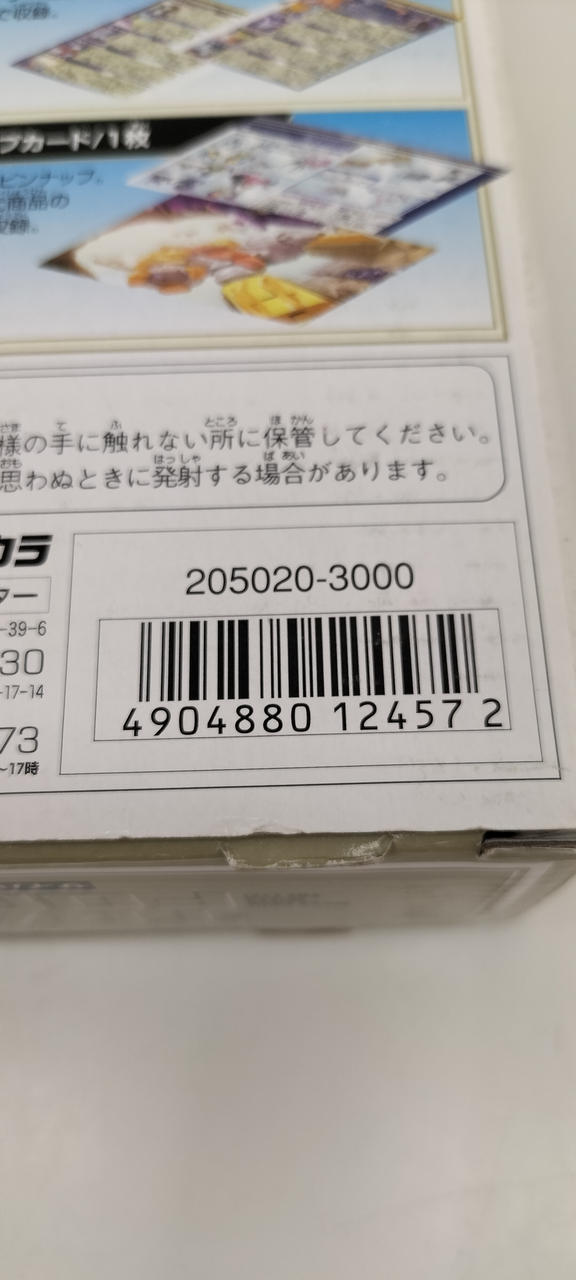 で収録。
プカード/1枚
ピンナップ。
商品の
収録。
様の手に触れない所に保管してください。
思わぬときに発射する場合があります。
カラ
ター
-39-6
30
-17-14
73
~17時
205020-3000
4904880 12457 2